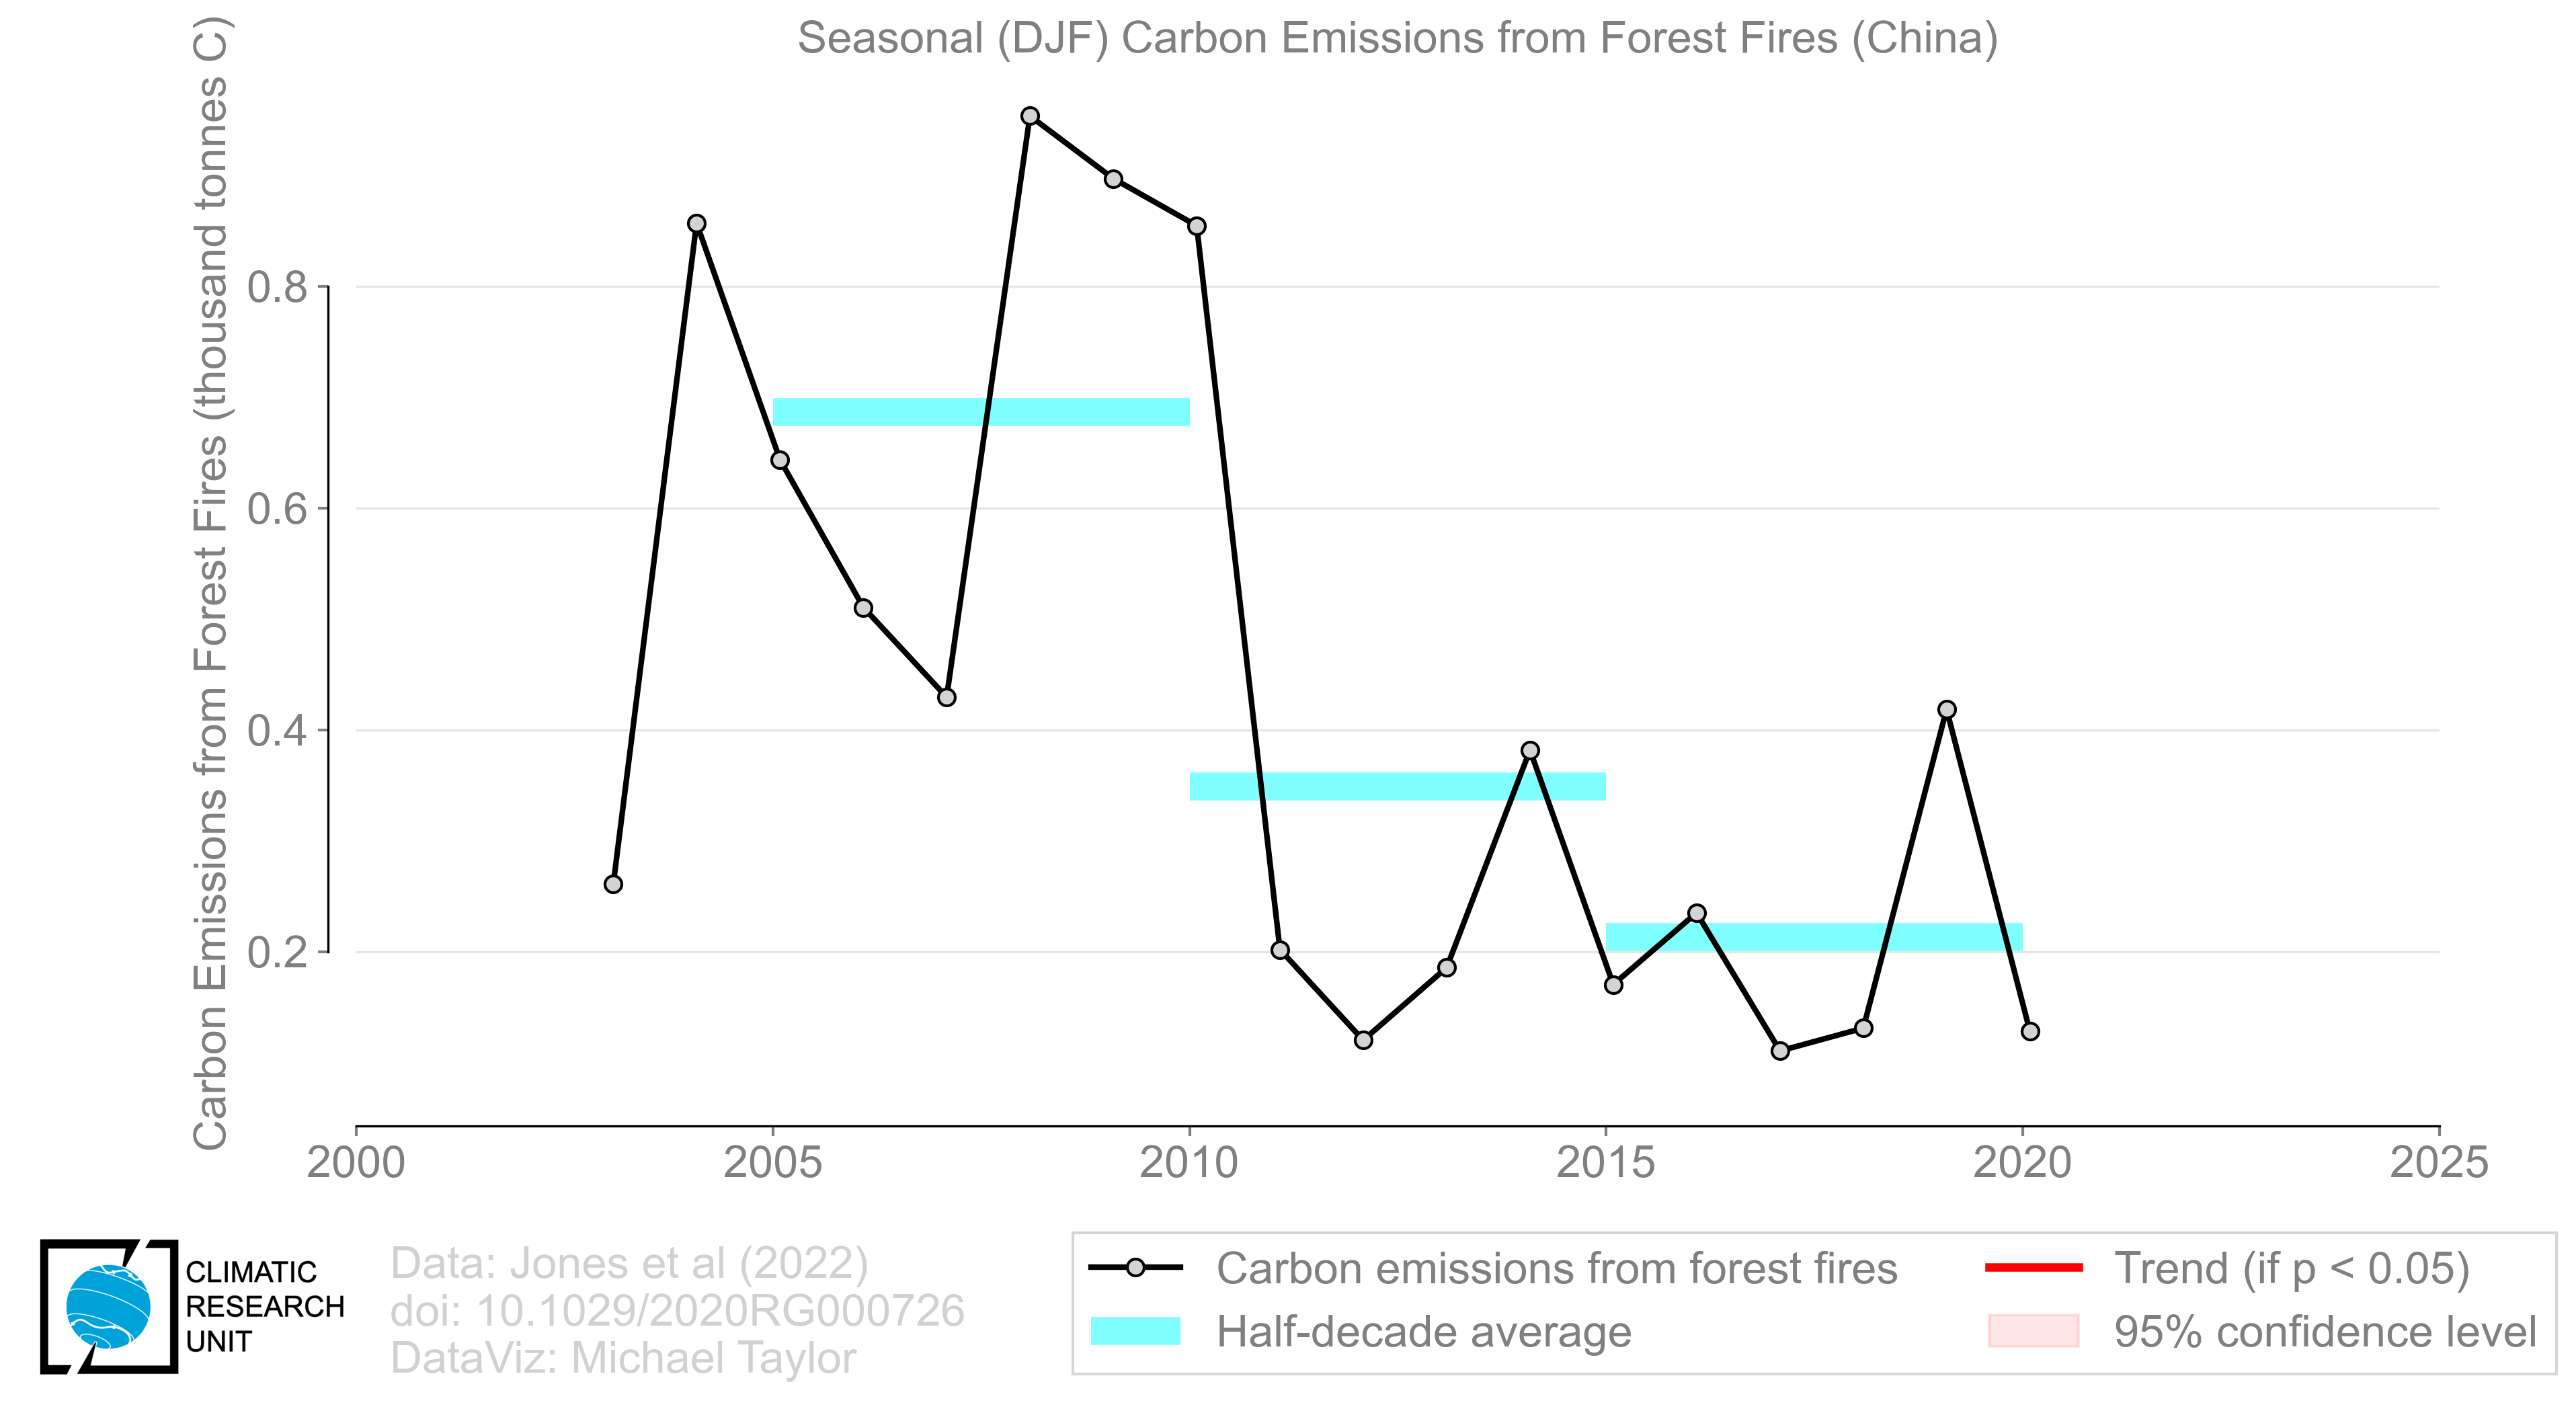 Seasonal (DJF) Carbon Emissions from Forest Fires (China)
Carbon Emissions from Forest Fires (thousand tonnes C)
0.8
0.6
0.4
0.2
2000
2005
2010
2015
2020
2025
CLIMATIC
RESEARCH
UNIT
Data: Jones et al (2022)
doi: 10.1029/2020RG000726
DataViz: Michael Taylor
Carbon emissions from forest fires
Half-decade average
Trend (if p < 0.05)
95% confidence level